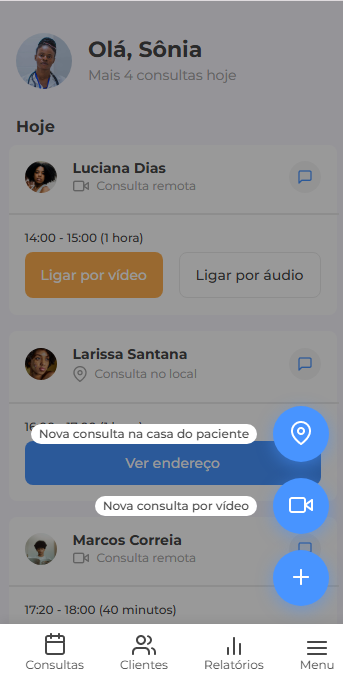 Olá, Sônia
Mais 4 consultas hoje
Hoje
Luciana Dias
Consulta remota
14:00 - 15:00 (1 hora)
Ligar por vídeo
Ligar por áudio
Larissa Santana
Consulta no local
Nova consulta na casa do paciente
Ver endereço
Nova consulta por vídeo
Marcos Correia
Consulta remota
17:20 - 18:00 (40 minutos)
Consultas
Clientes
Relatórios
Menu